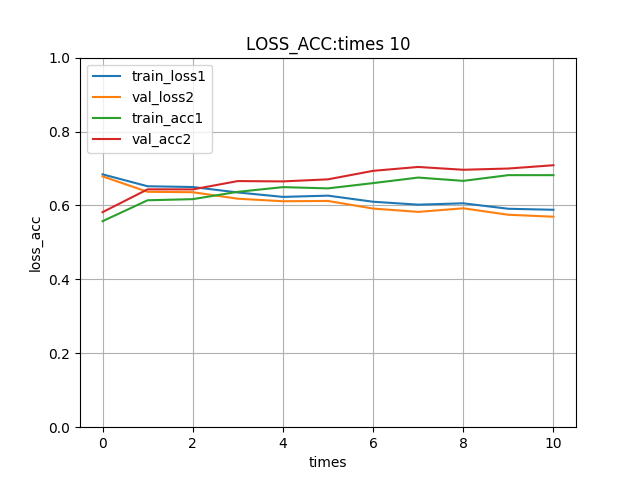 LOSS_ACC:times 10
train_loss1
val_loss2
train_acc1
val_acc2
loss_acc
1.0
0.8
0.6
0.4
0.2
0.0
0 2 4 6 8 10
times